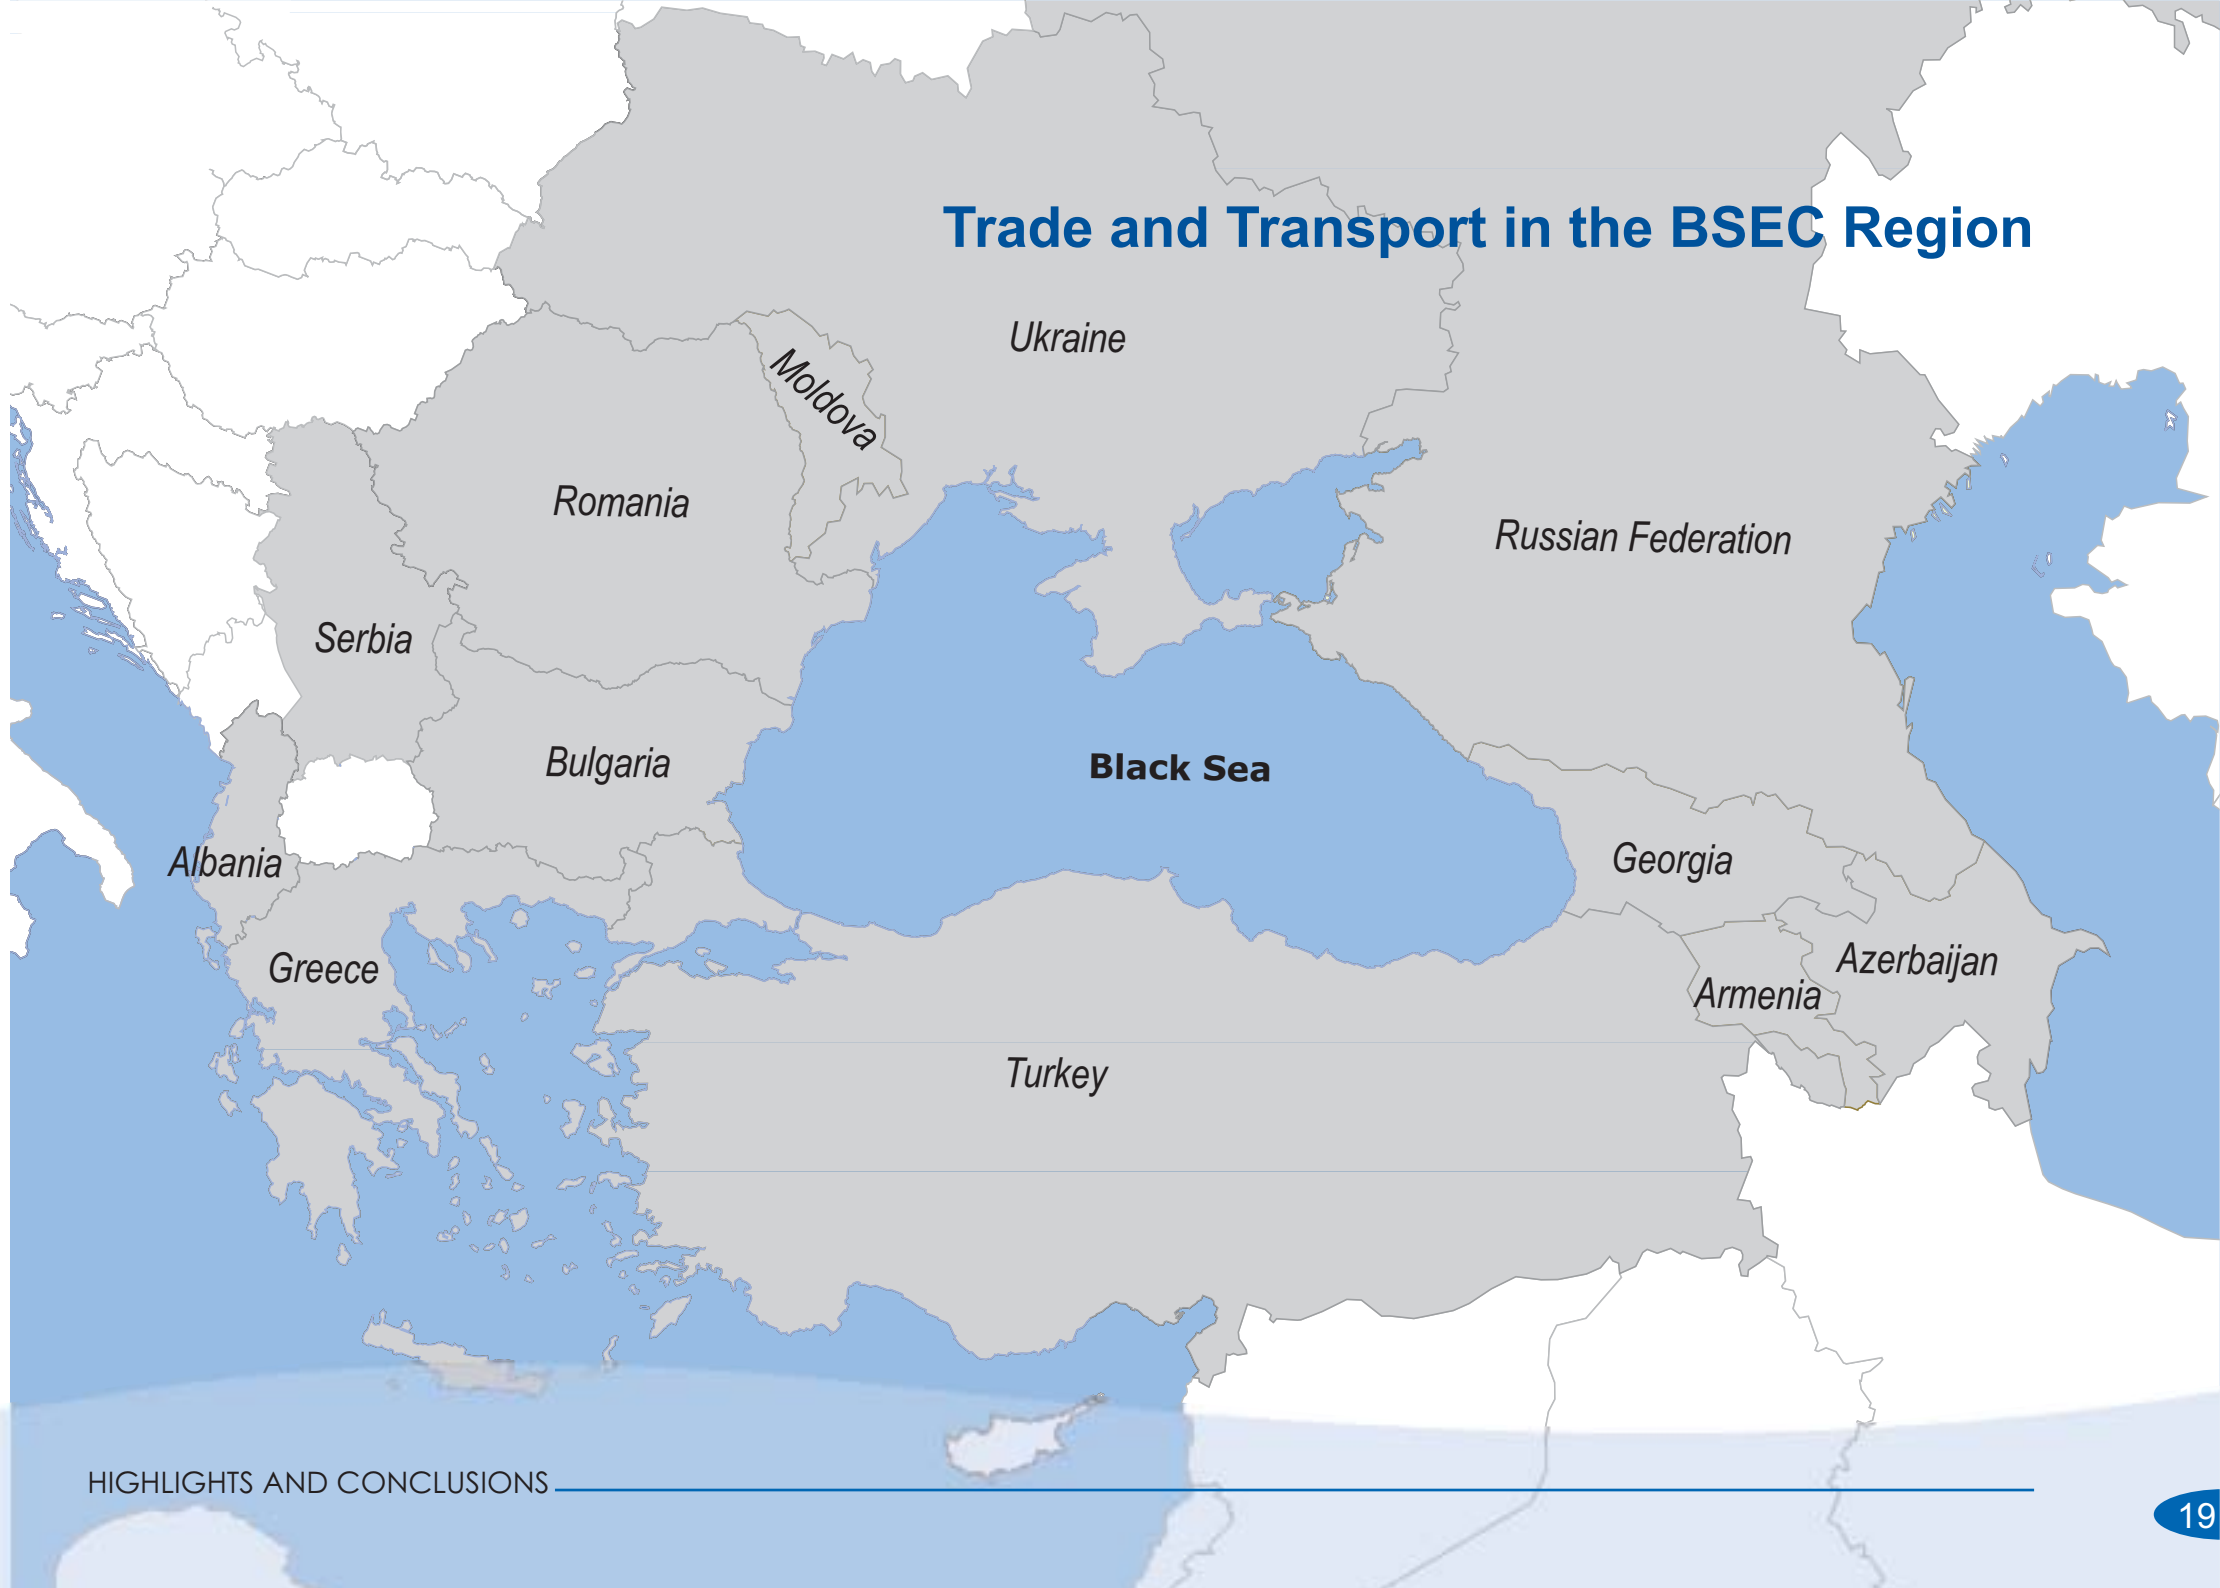 Trade and Transport in the BSEC Region
Ukraine
Moldova
Romania
Russian Federation
Serbia
Bulgaria
Black Sea
Albania
Georgia
Greece
Azerbaijan
Armenia
Turkey
HIGHLIGHTS AND CONCLUSIONS
19